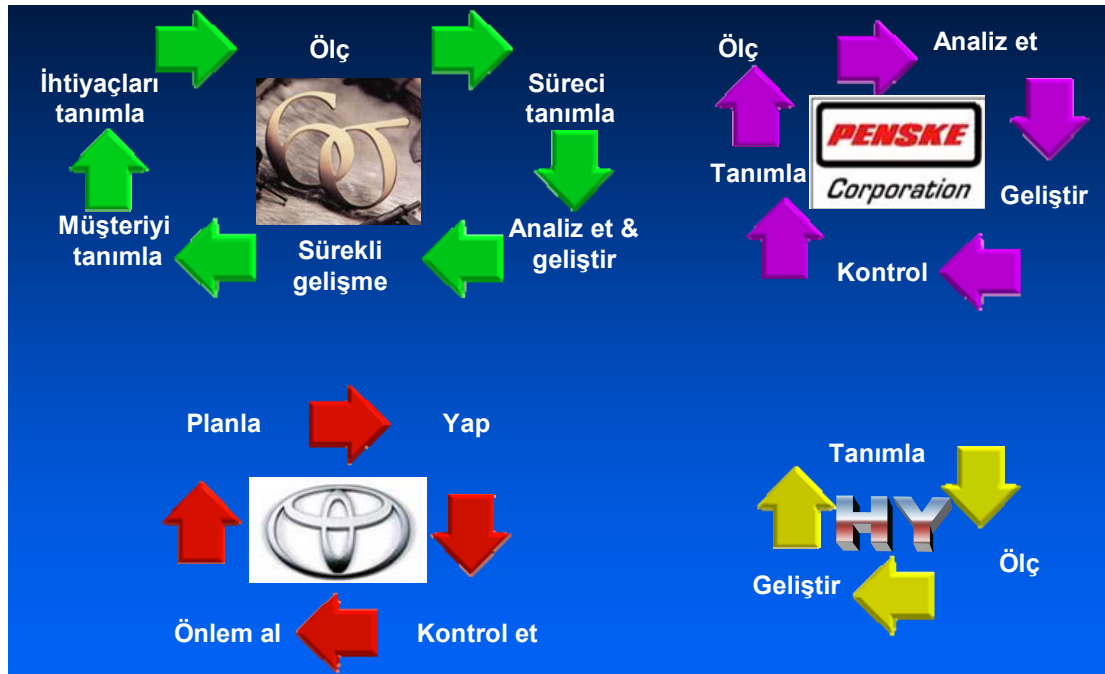 Ölç
İhtiyaçları
tanımla
Süreci
tanımla
6σ
Müşteriyi
tanımla
Sürekli
gelişme
Analiz et &
geliştir
Ölç
Analiz et
PENSKE
Corporation
Tanımla
Geliştir
Kontrol
Planla
Yap
Önlem al
Kontrol et
Tanımla
HY
Ölç
Geliştir